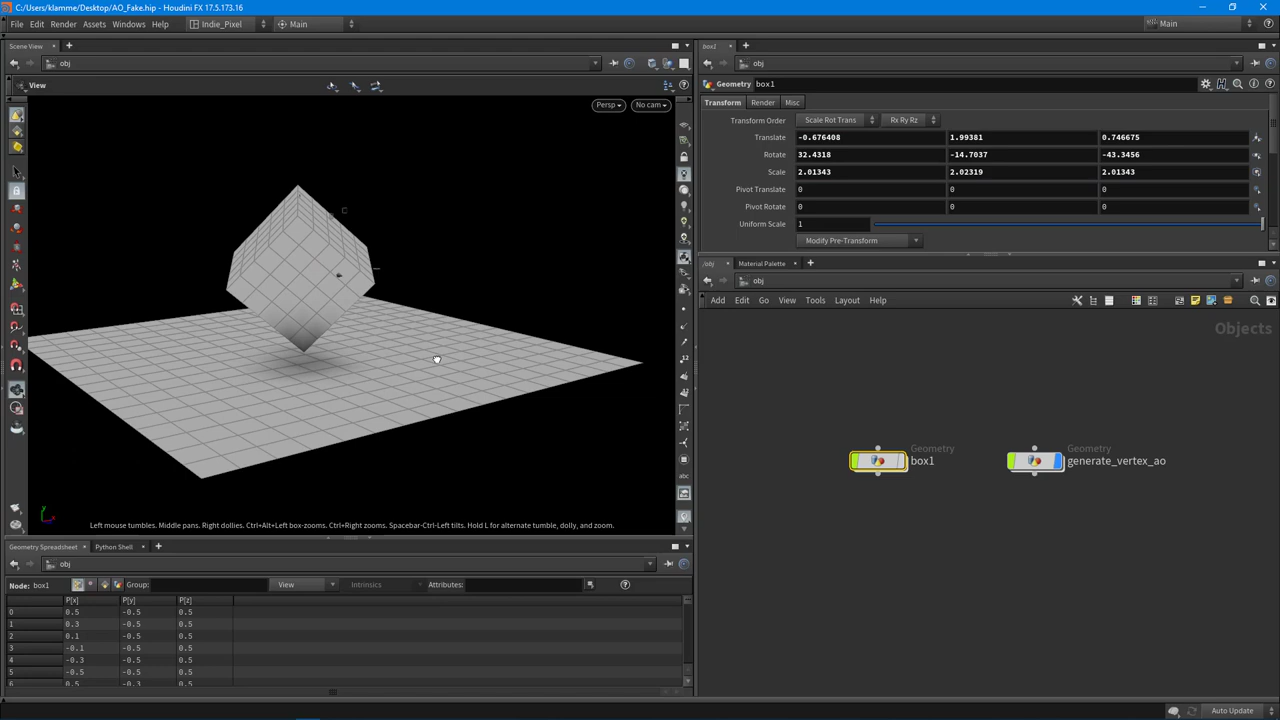 C:/Users/klamme/Desktop/AO_Fake.hip - Houdini FX 17.5.173.16
File Edit Render Assets Windows Help Indie_Pixel Main Main
Scene View
obj
View
Persp No cam
Left mouse tumbles. Middle pans. Right dollies. Ctrl+Alt+Left box-zooms. Ctrl+Right zooms. Spacebar-Ctrl-Left tilts. Hold L for alternate tumble, dolly, and zoom.
Geometry Spreadsheet Python Shell
obj
Node: box1 Group: View Intrinsics Attributes:
P[x] P[y] P[z]
0 0.5 -0.5 0.5
1 0.3 -0.5 0.5
2 0.1 -0.5 0.5
3 -0.1 -0.5 0.5
4 -0.3 -0.5 0.5
5 -0.5 -0.5 0.5
6 0.5 -0.3 0.5
box1
obj
Geometry box1
Transform Render Misc
Transform Order Scale Rot Trans Rx Ry Rz
Translate -0.676408 1.99381 0.746675
Rotate 32.4318 -14.7037 -43.3456
Scale 2.01343 2.02319 2.01343
Pivot Translate 0 0 0
Pivot Rotate 0 0 0
Uniform Scale 1
Modify Pre-Transform
/obj Material Palette
obj
Add Edit Go View Tools Layout Help
Objects
Geometry
box1
Geometry
generate_vertex_ao
Auto Update